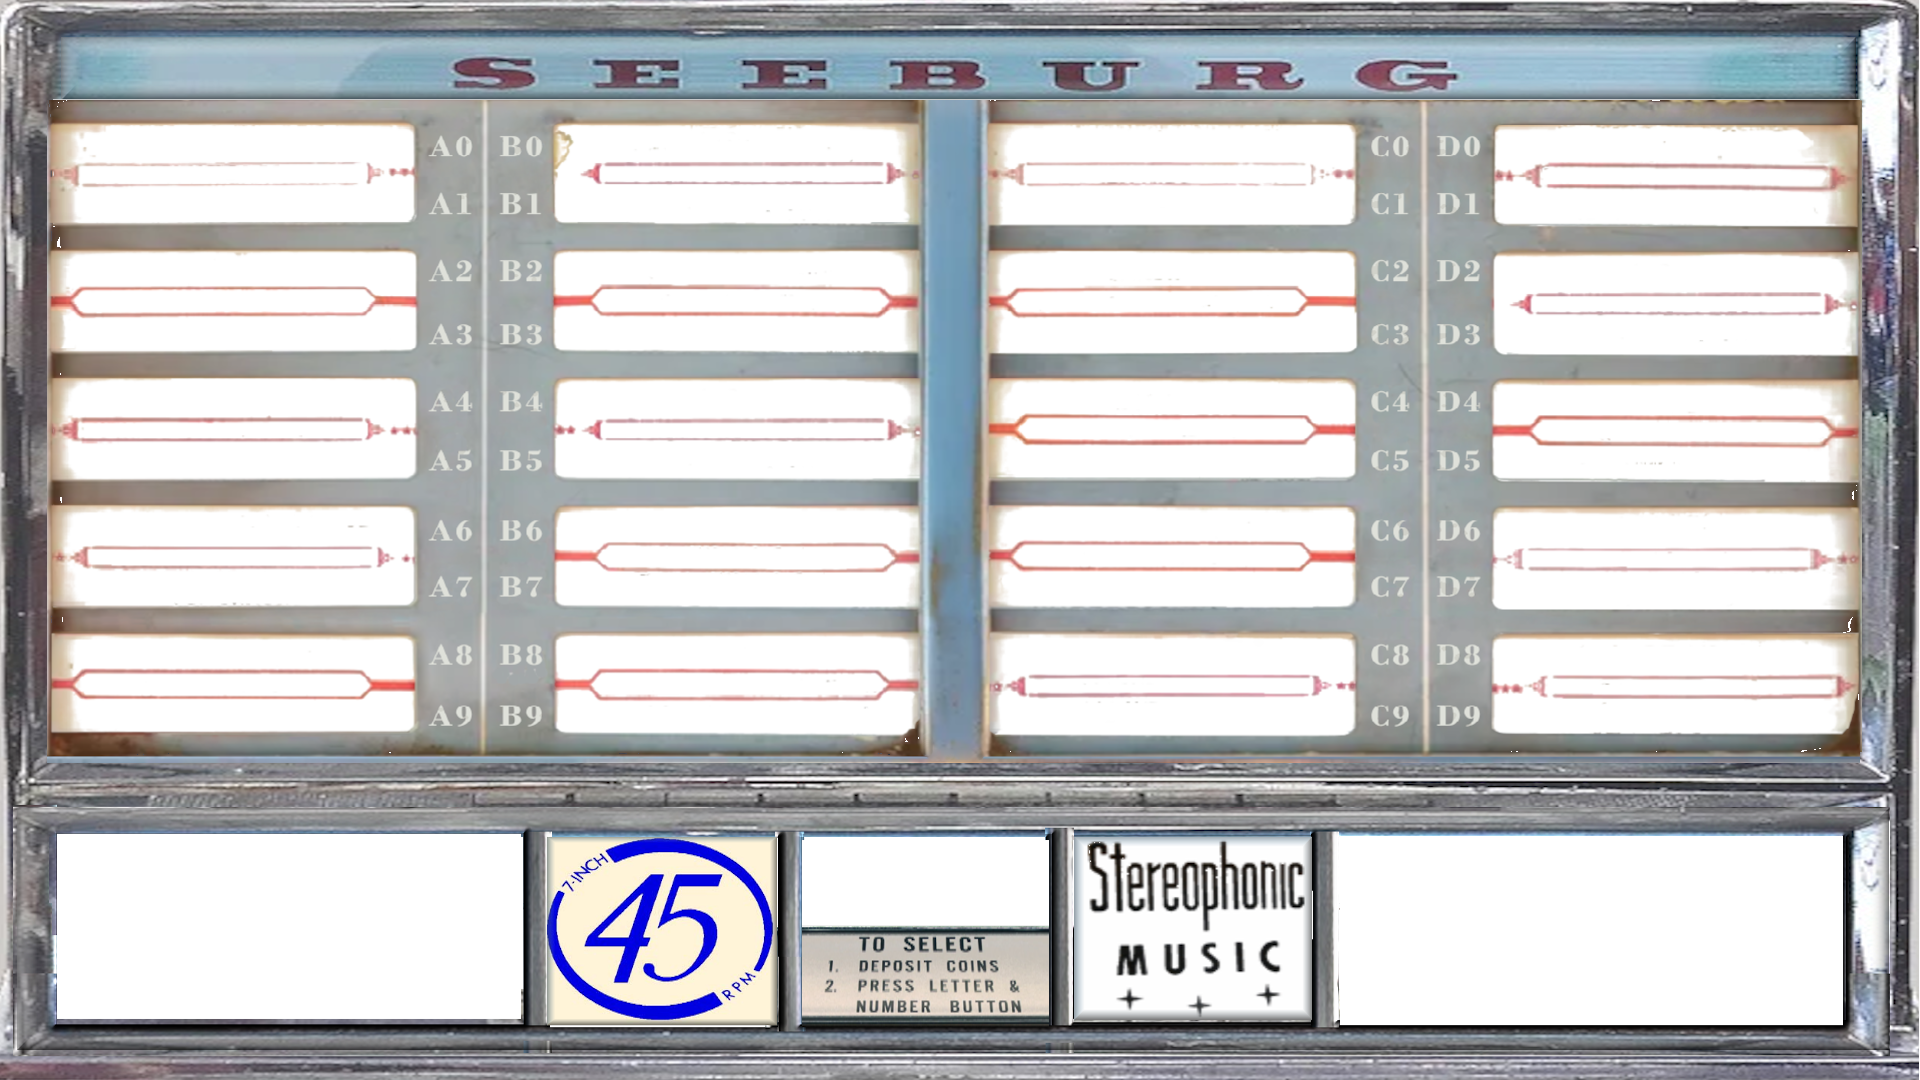 SEEBURG
A0 B0
A1 B1
A2 B2
A3 B3
A4 B4
A5 B5
A6 B6
A7 B7
A8 B8
A9 B9
C0 D0
C1 D1
C2 D2
C3 D3
C4 D4
C5 D5
C6 D6
C7 D7
C8 D8
C9 D9
7-INCH
45
RPM
TO SELECT
1. DEPOSIT COINS
2. PRESS LETTER &
NUMBER BUTTON
Stereophonic
MUSIC